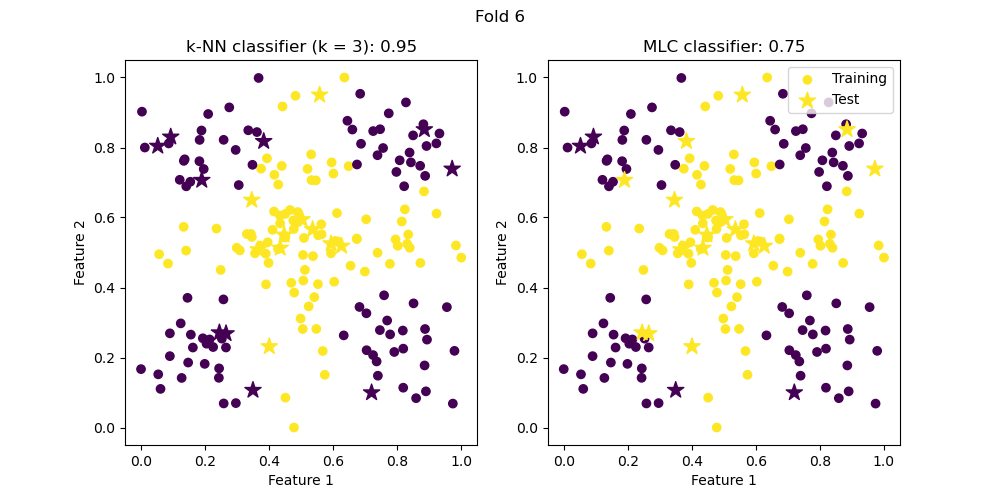 Fold 6
k-NN classifier (k = 3): 0.95
MLC classifier: 0.75
Training
Test
1.0
0.8
0.6
0.4
0.2
0.0
Feature 2
0.0 0.2 0.4 0.6 0.8 1.0
Feature 1
1.0
0.8
0.6
0.4
0.2
0.0
Feature 2
0.0 0.2 0.4 0.6 0.8 1.0
Feature 1